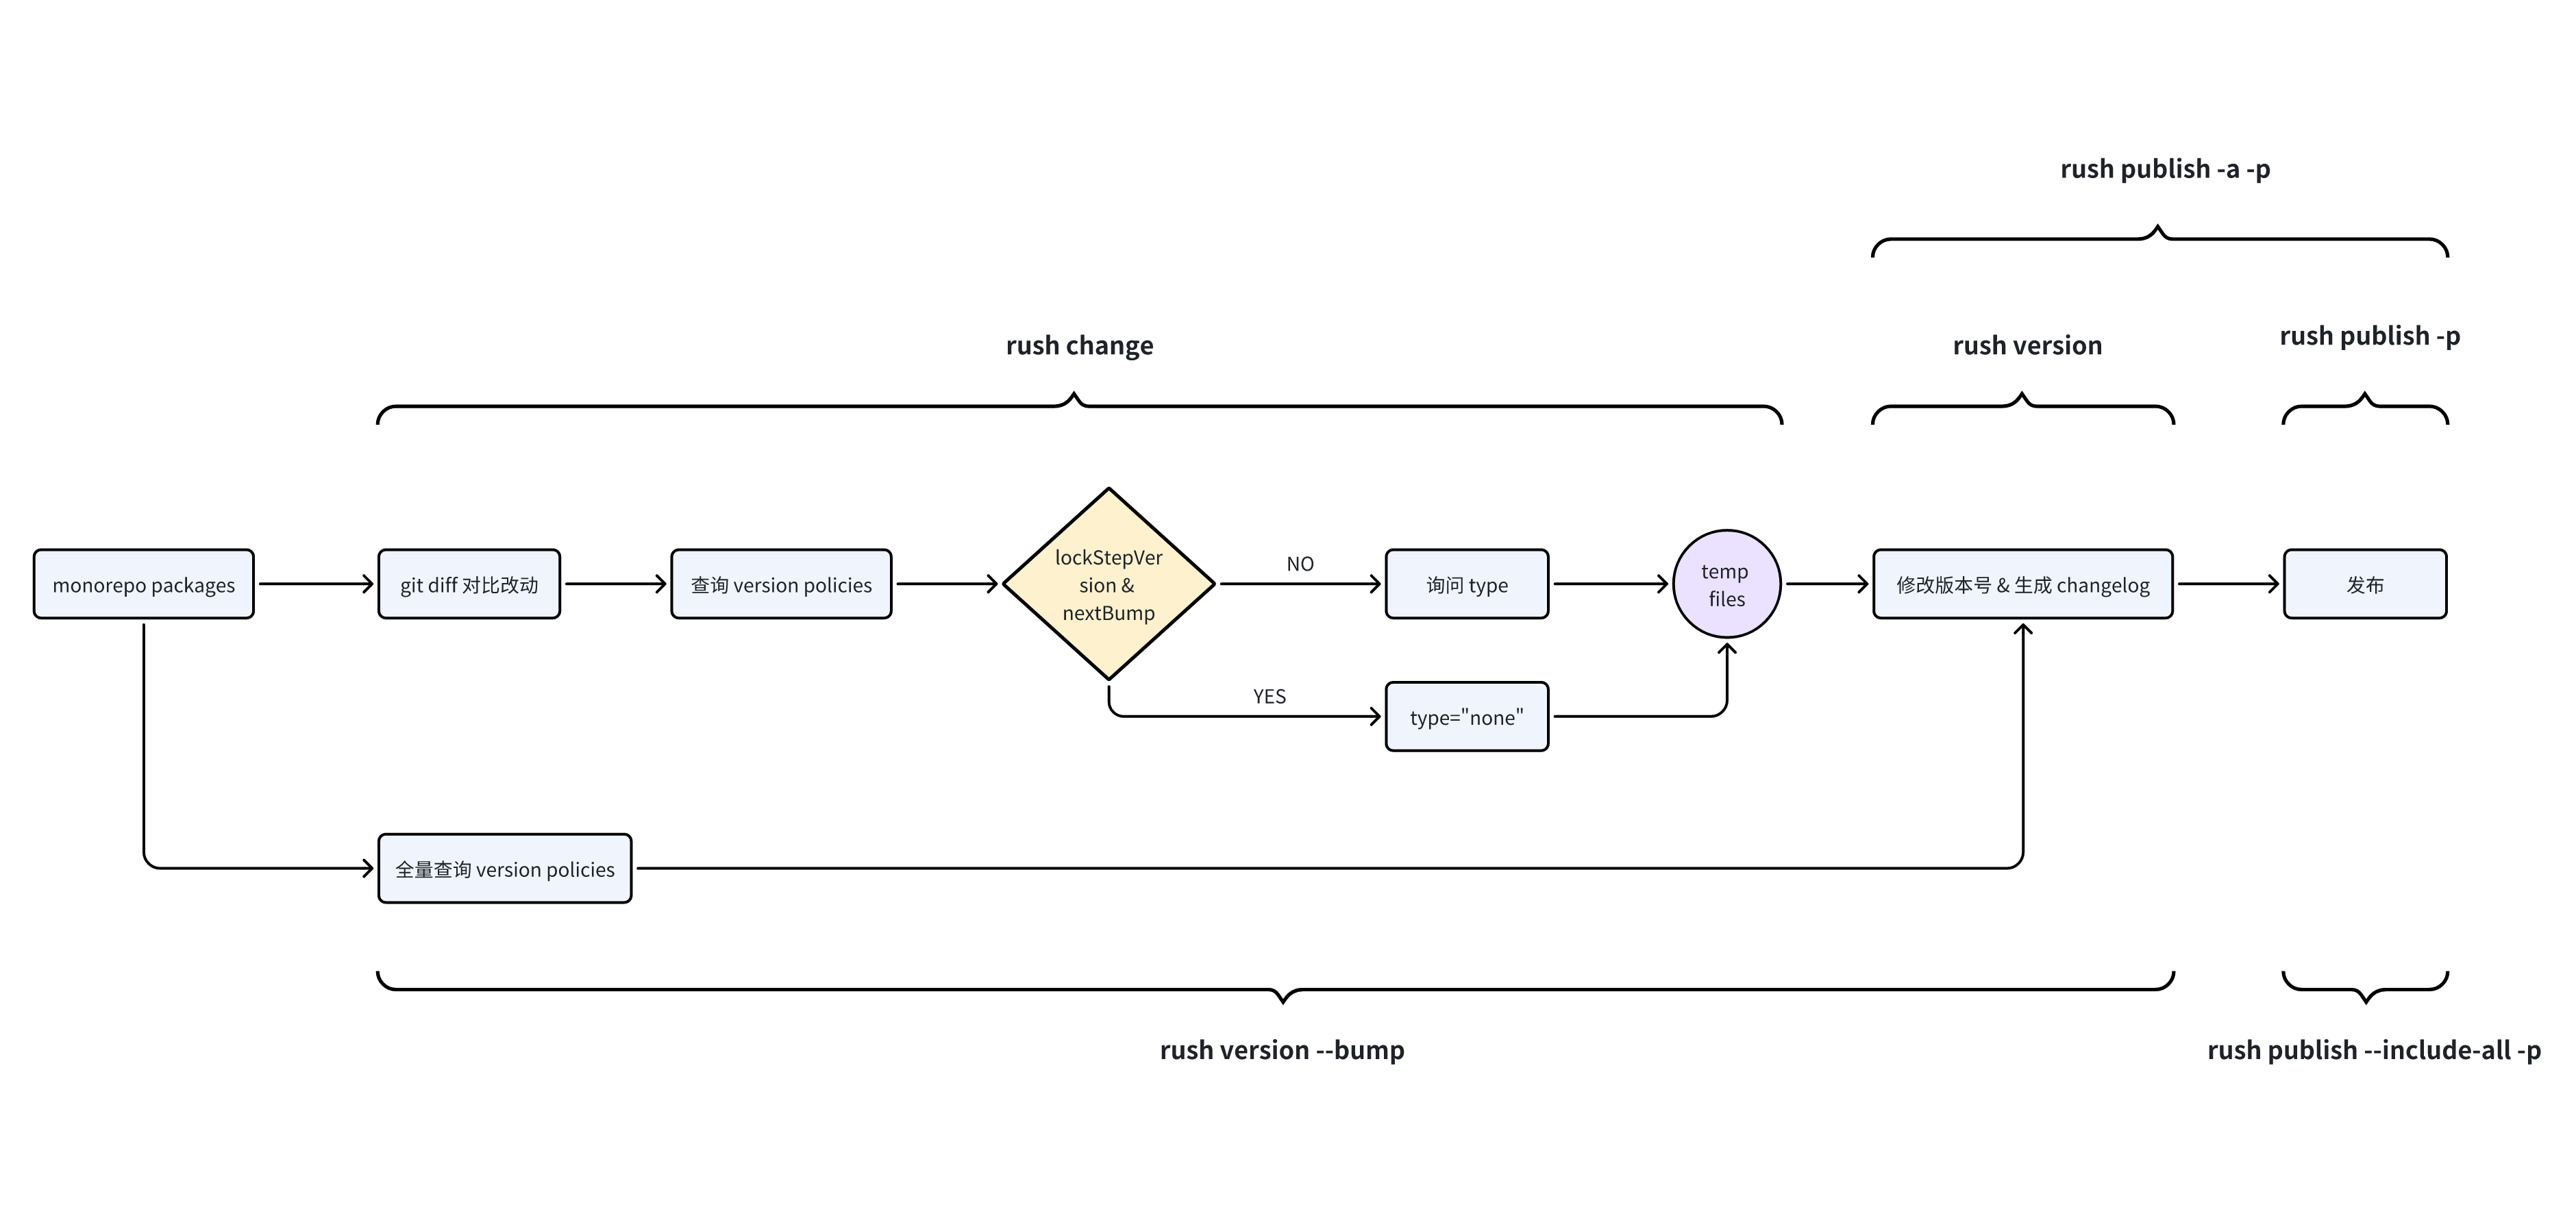 rush publish -a -p
rush change
rush version
rush publish -p
monorepo packages
git diff 对比改动
查询 version policies
lockStepVer
sion &
nextBump
NO
询问 type
temp
files
修改版本号 & 生成 changelog
发布
YES
type="none"
全量查询 version policies
rush version --bump
rush publish --include-all -p